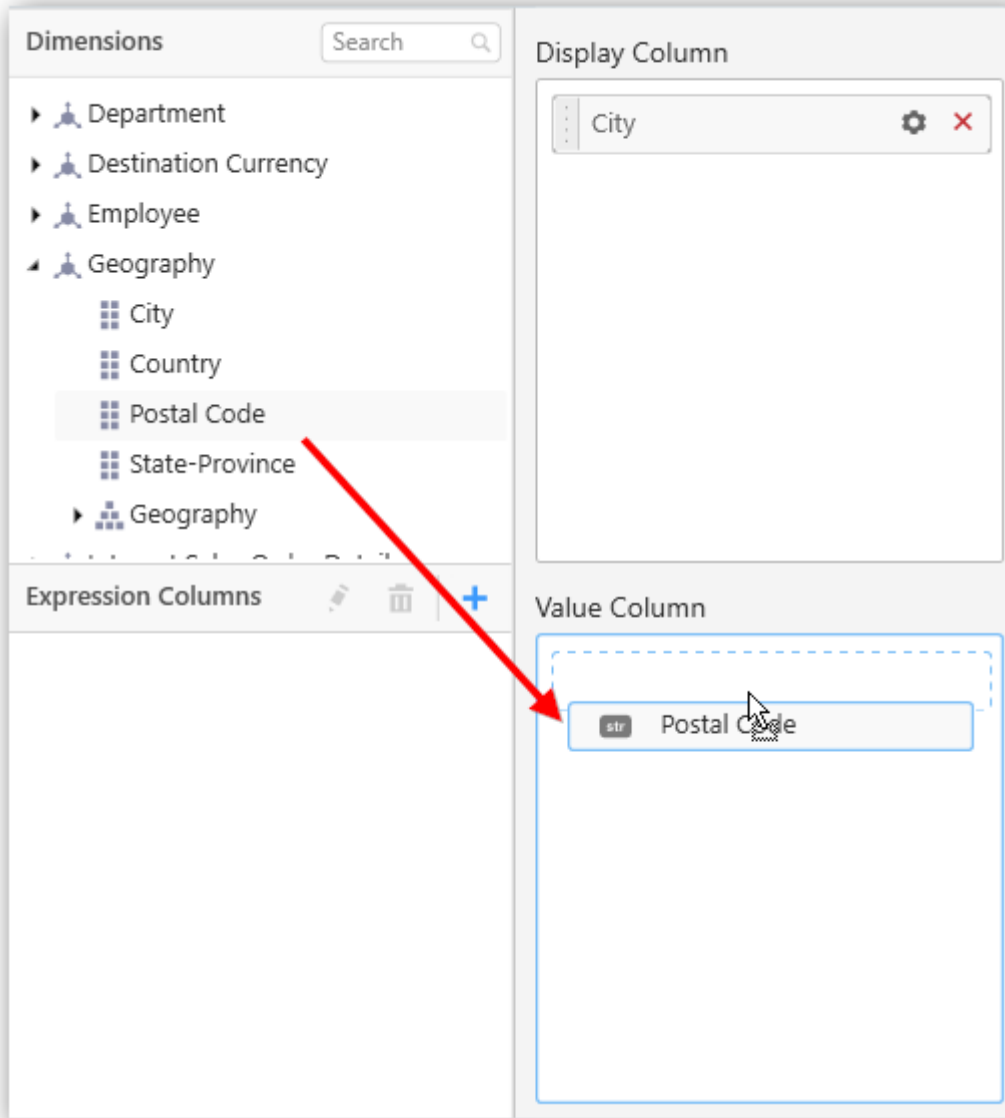 Dimensions
Search
Department
Destination Currency
Employee
Geography
City
Country
Postal Code
State-Province
Geography
Expression Columns
Display Column
City
Value Column
str Postal Code